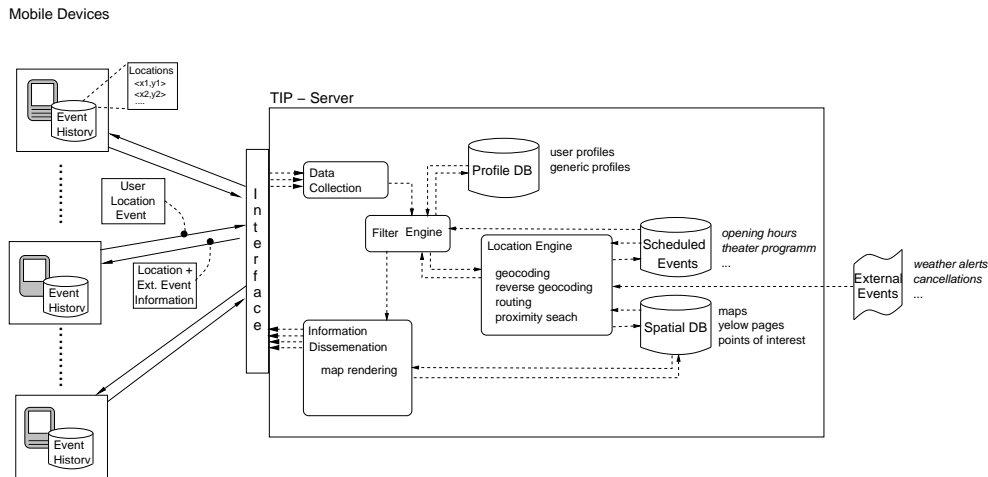 Mobile Devices
Locations
<x1,y1>
<x2,y2>
....
Event
History
User
Location
Event
Location +
Ext. Event
Information
Event
History
Event
History
TIP – Server
Interface
Data
Collection
Profile DB
user profiles
generic profiles
Filter Engine
Location Engine
geocoding
reverse geocoding
routing
proximity seach
Scheduled
Events
opening hours
theater programm
...
Spatial DB
maps
yelow pages
points of interest
Information
Dissemenation
map rendering
External
Events
weather alerts
cancellations
...